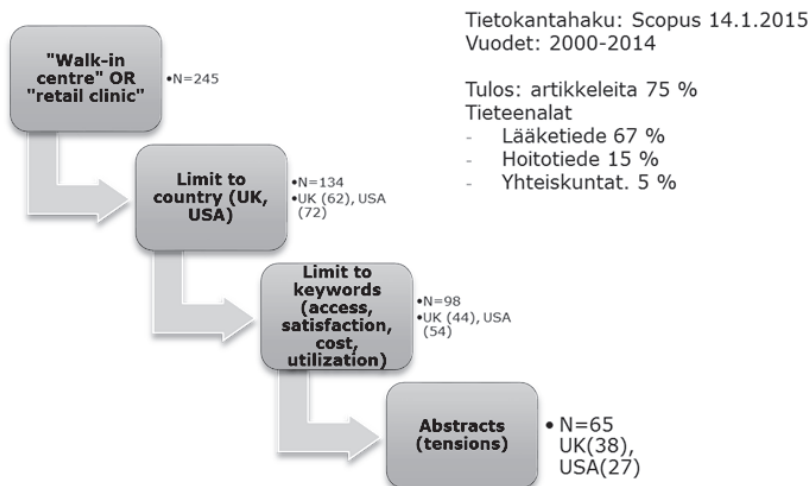 Tietokantahaku: Scopus 14.1.2015
Vuodet: 2000-2014
Tulos: artikkeleita 75 %
Tieteenalat
- Lääketiede 67 %
- Hoitotiede 15 %
- Yhteiskuntat. 5 %
"Walk-in
centre" OR
"retail clinic"
•N=245
Limit to
country (UK,
USA)
•N=134
•UK (62), USA
(72)
Limit to
keywords
(access,
satisfaction,
cost,
utilization)
•N=98
•UK (44), USA
(54)
Abstracts
(tensions)
• N=65
UK(38),
USA(27)